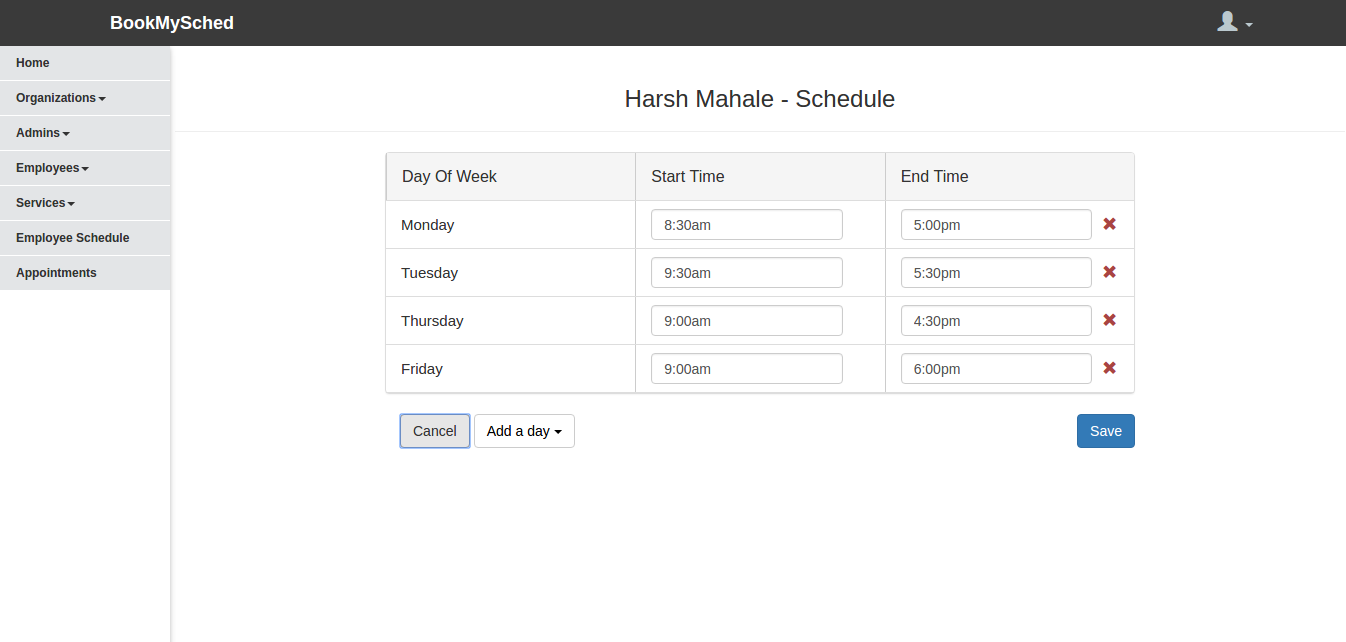 BookMySched
Home
Organizations
Admins
Employees
Services
Employee Schedule
Appointments
Harsh Mahale - Schedule
Day Of Week Start Time End Time
Monday 8:30am 5:00pm
Tuesday 9:30am 5:30pm
Thursday 9:00am 4:30pm
Friday 9:00am 6:00pm
Cancel Add a day Save